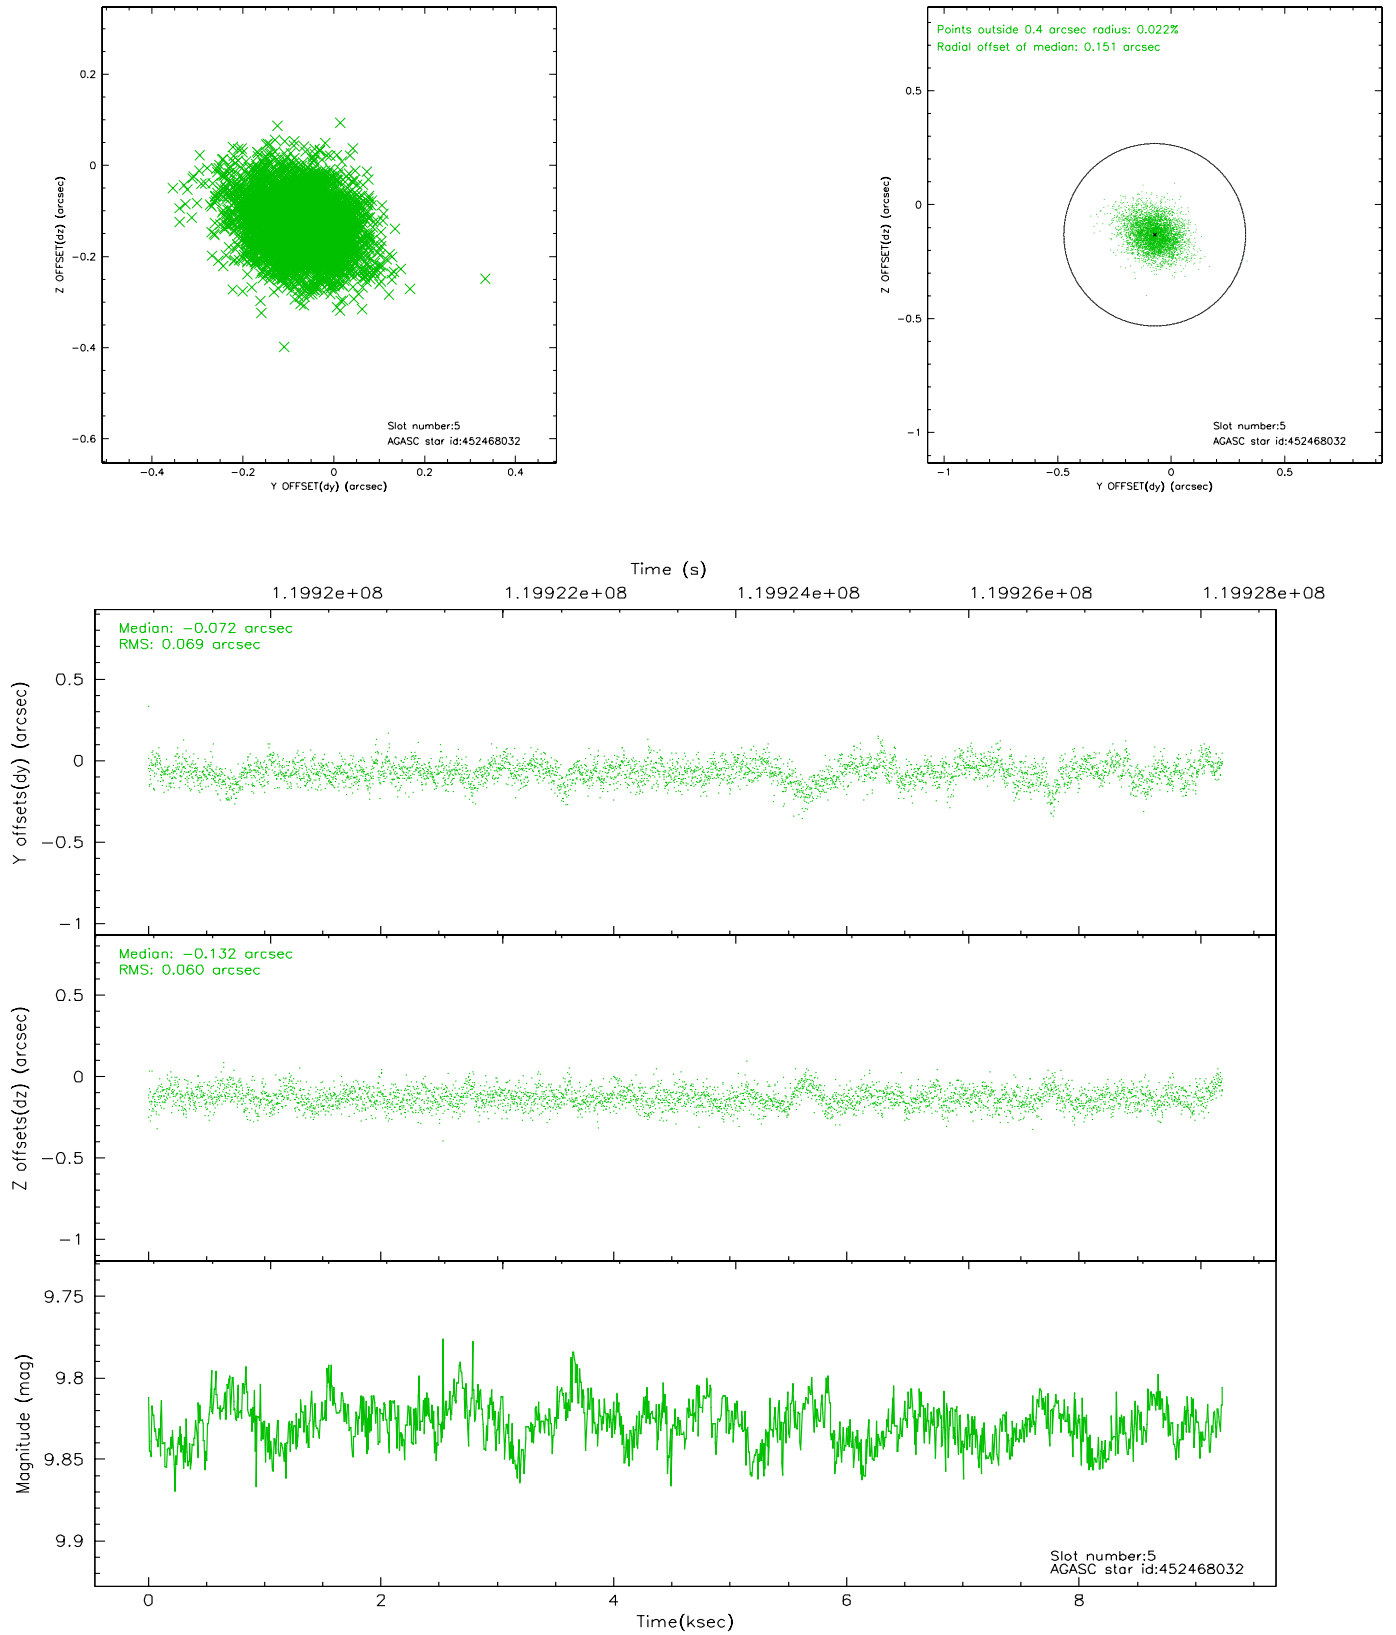 0.2
0
−0.2
−0.4
−0.6
Z OFFSET(dz) (arcsec)
Slot number:5
AGASC star id:452468032
−0.4
−0.2
0
0.2
0.4
Y OFFSET(dy) (arcsec)
Points outside 0.4 arcsec radius: 0.022%
Radial offset of median: 0.151 arcsec
0.5
0
−0.5
−1
Z OFFSET(dz) (arcsec)
Slot number:5
AGASC star id:452468032
−1
−0.5
0
0.5
Y OFFSET(dy) (arcsec)
Time (s)
1.1992e+08
1.19922e+08
1.19924e+08
1.19926e+08
1.19928e+08
Median: −0.072 arcsec
RMS: 0.069 arcsec
0.5
0
−0.5
−1
Y offsets(dy) (arcsec)
Median: −0.132 arcsec
RMS: 0.060 arcsec
0.5
0
−0.5
−1
Z offsets(dz) (arcsec)
9.75
9.8
9.85
9.9
Magnitude (mag)
Slot number:5
AGASC star id:452468032
0
2
4
6
8
Time(ksec)